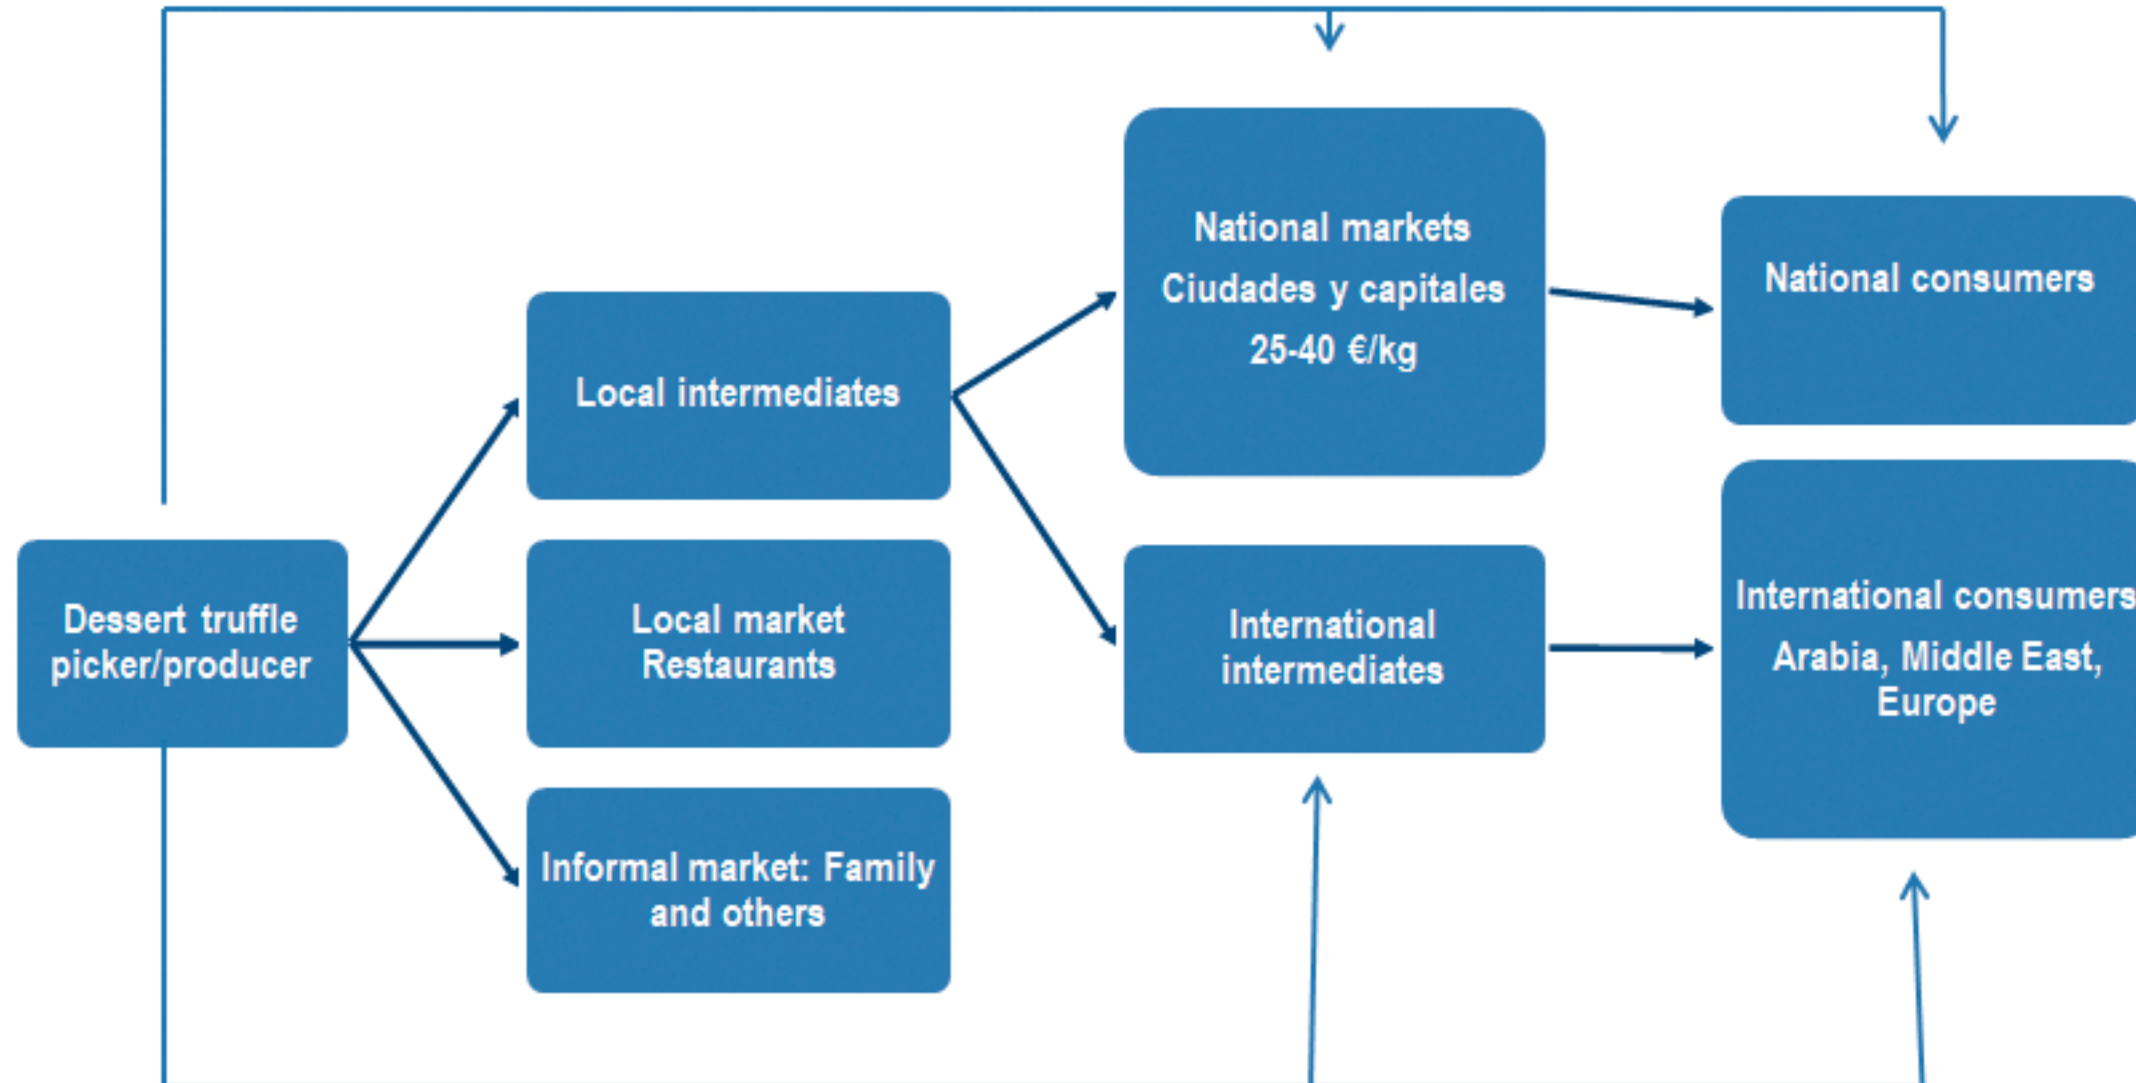 Dessert truffle
picker/producer
Local intermediates
Local market
Restaurants
Informal market: Family
and others
National markets
Ciudades y capitales
25-40 €/kg
International
intermediates
National consumers
International consumers
Arabia, Middle East,
Europe